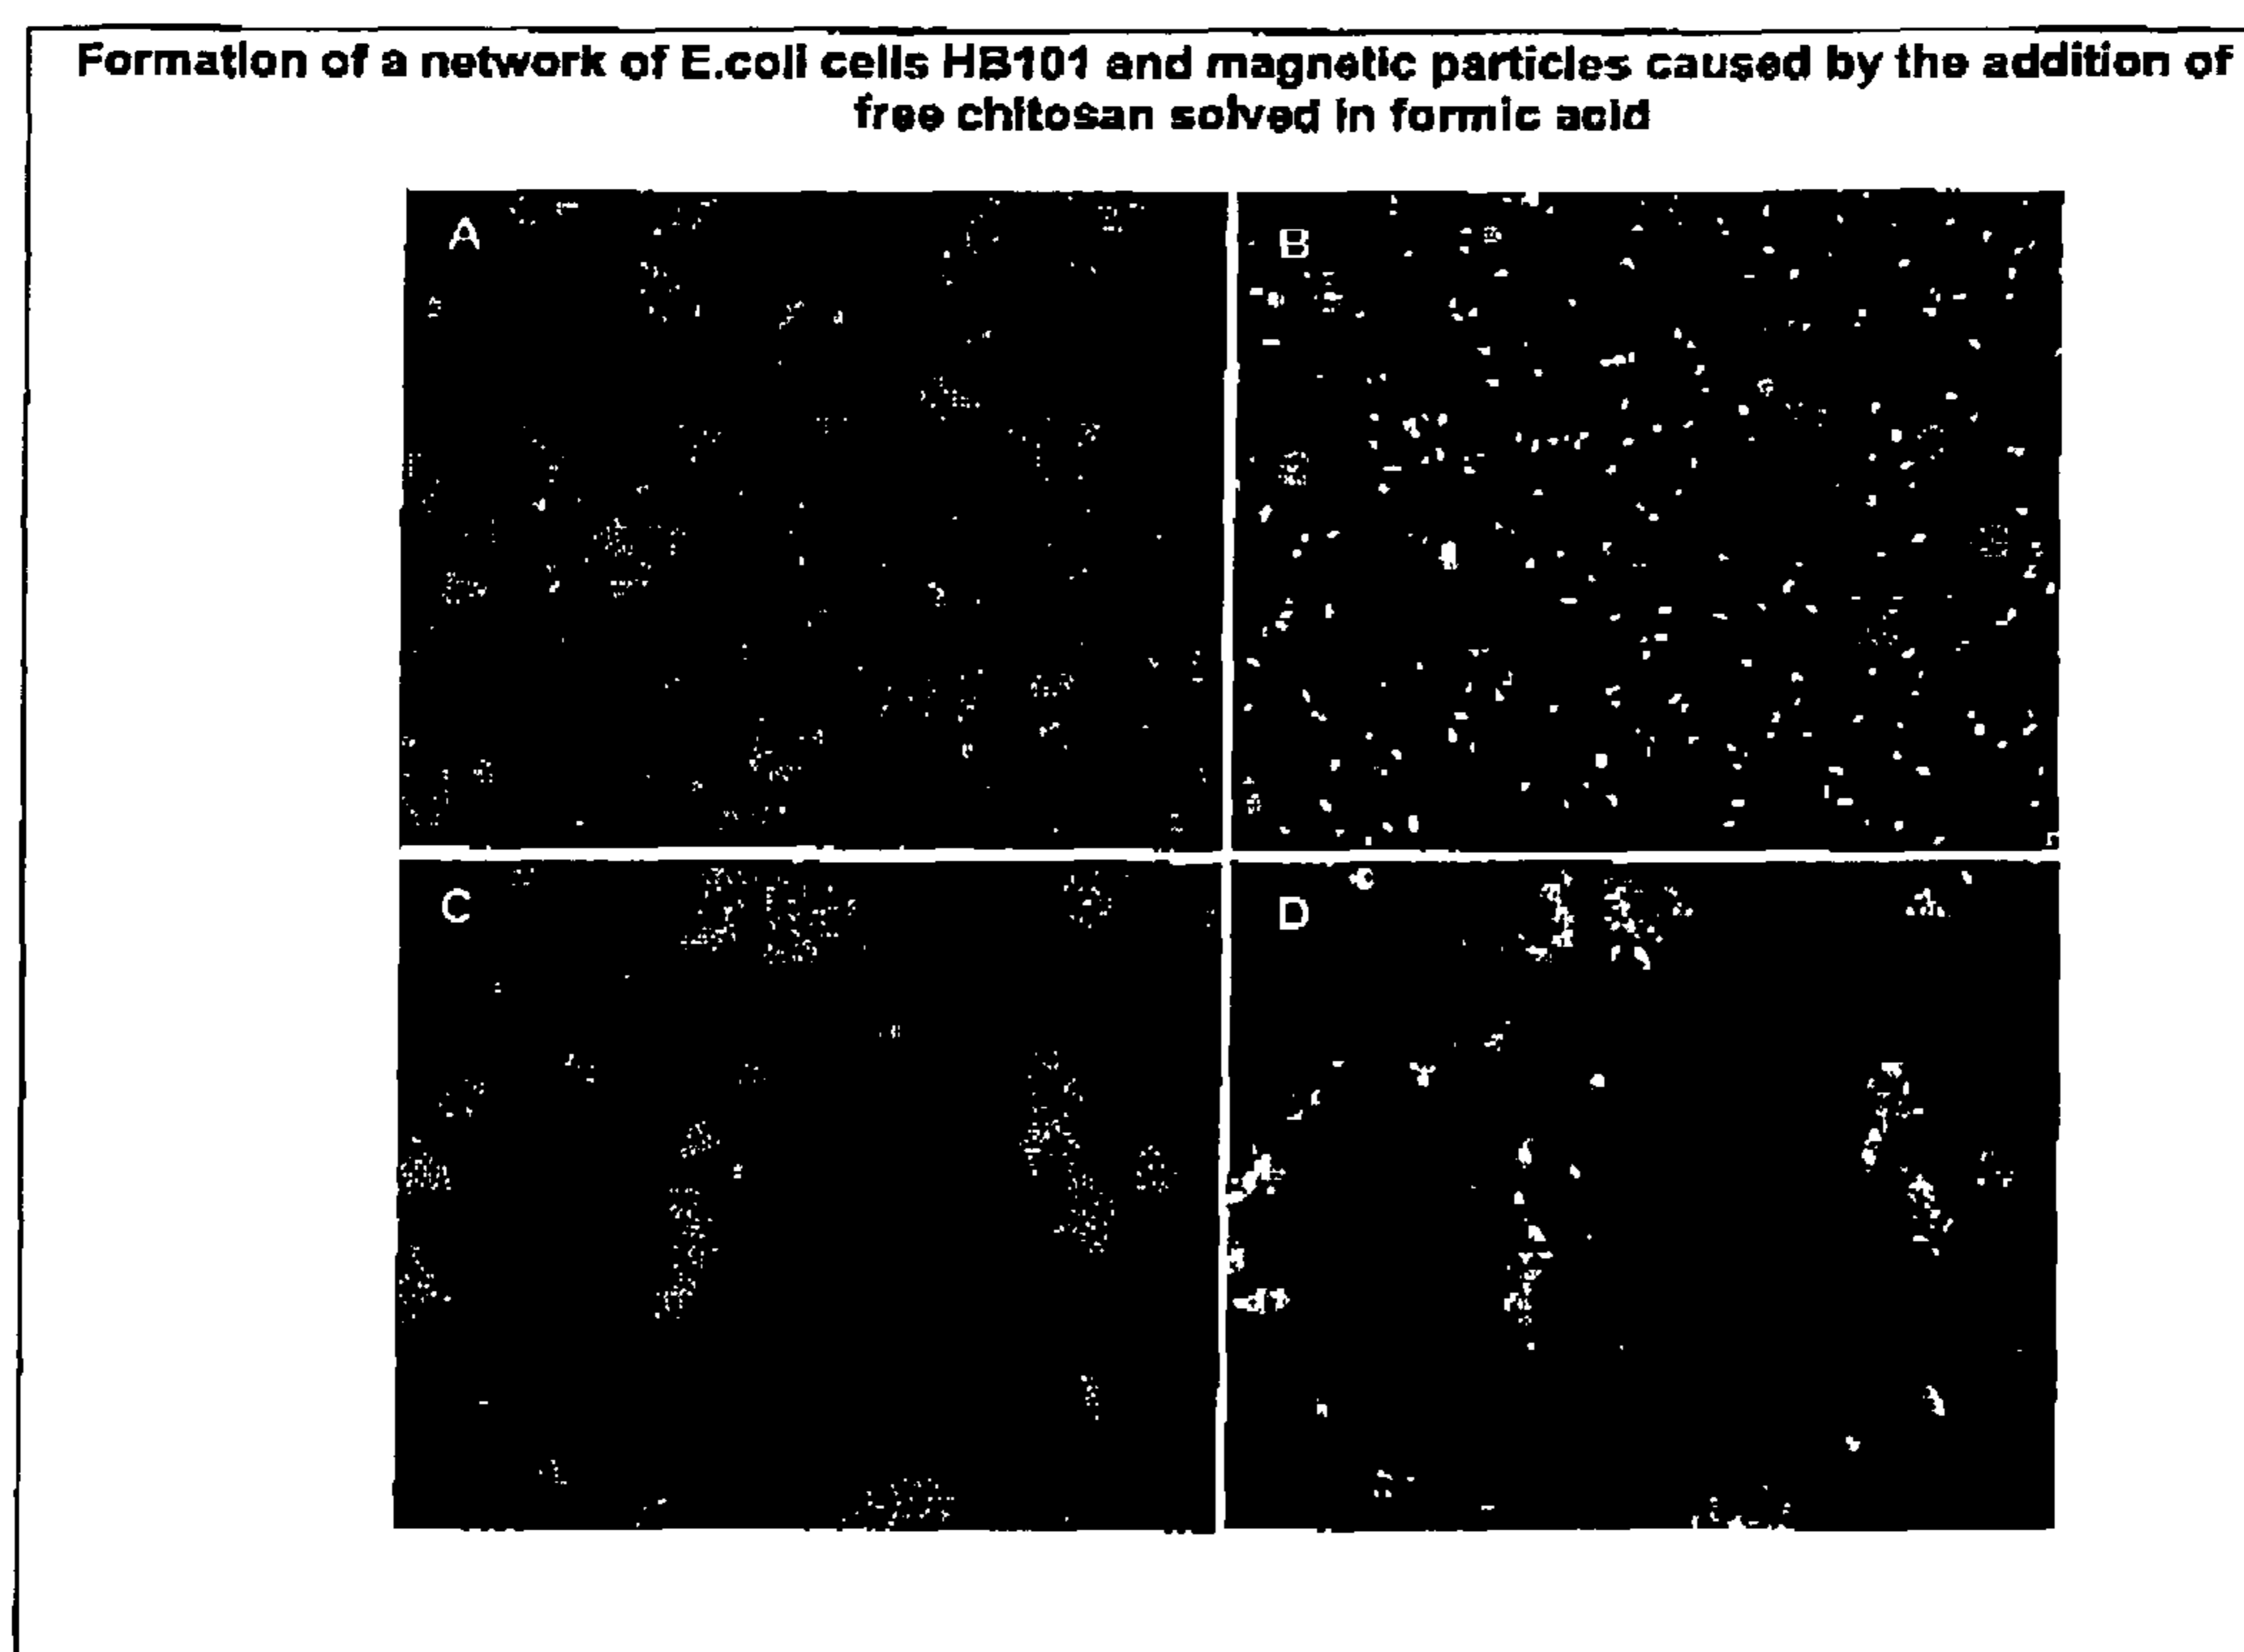 Formation of a network of E.coli cells HB101 and magnetic particles caused by the addition of
free chitosan solved in formic acid
A
B
C
D